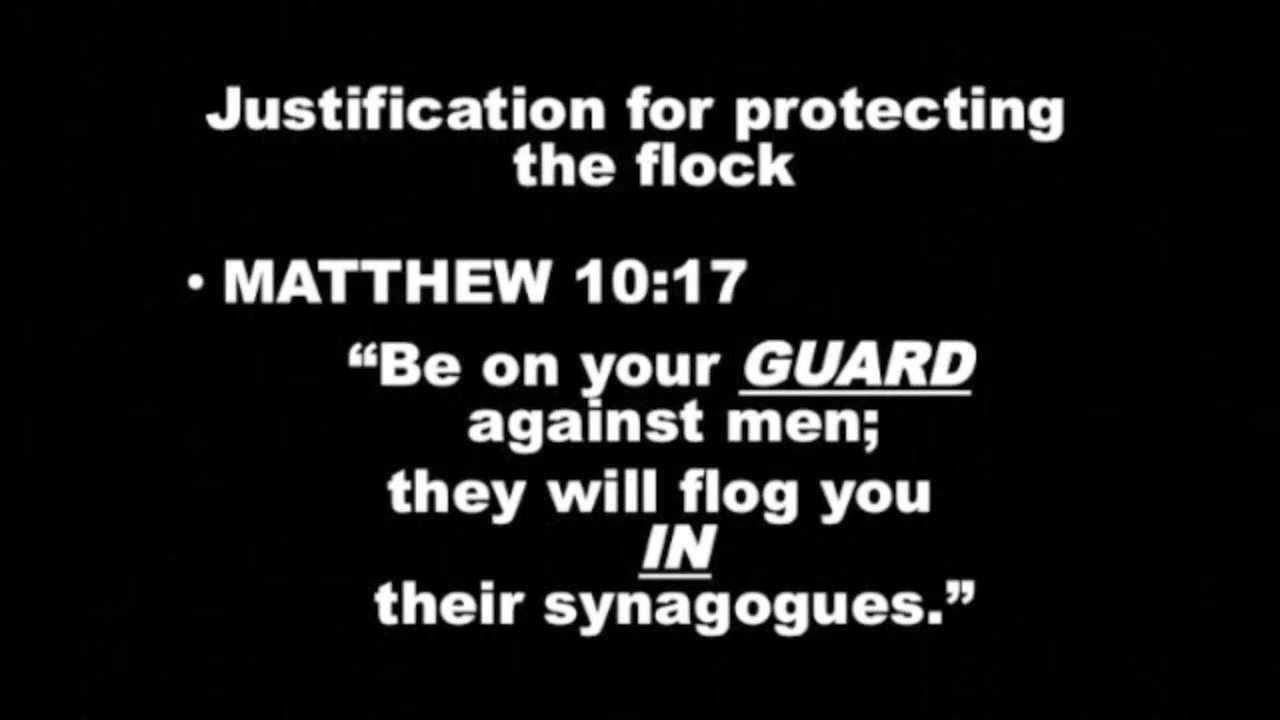 Justification for protecting
the flock
• MATTHEW 10:17
“Be on your GUARD
against men;
they will flog you
IN
their synagogues.”